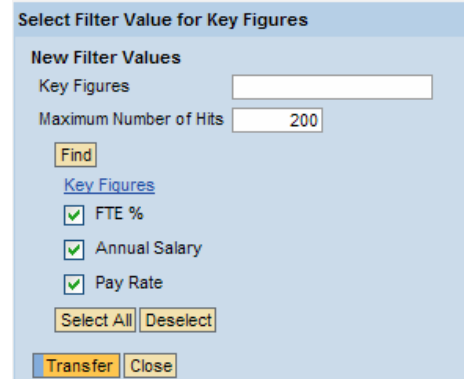 Select Filter Value for Key Figures
New Filter Values
Key Figures
Maximum Number of Hits 200
Find
Key Figures
FTE %
Annual Salary
Pay Rate
Select All Deselect
Transfer Close